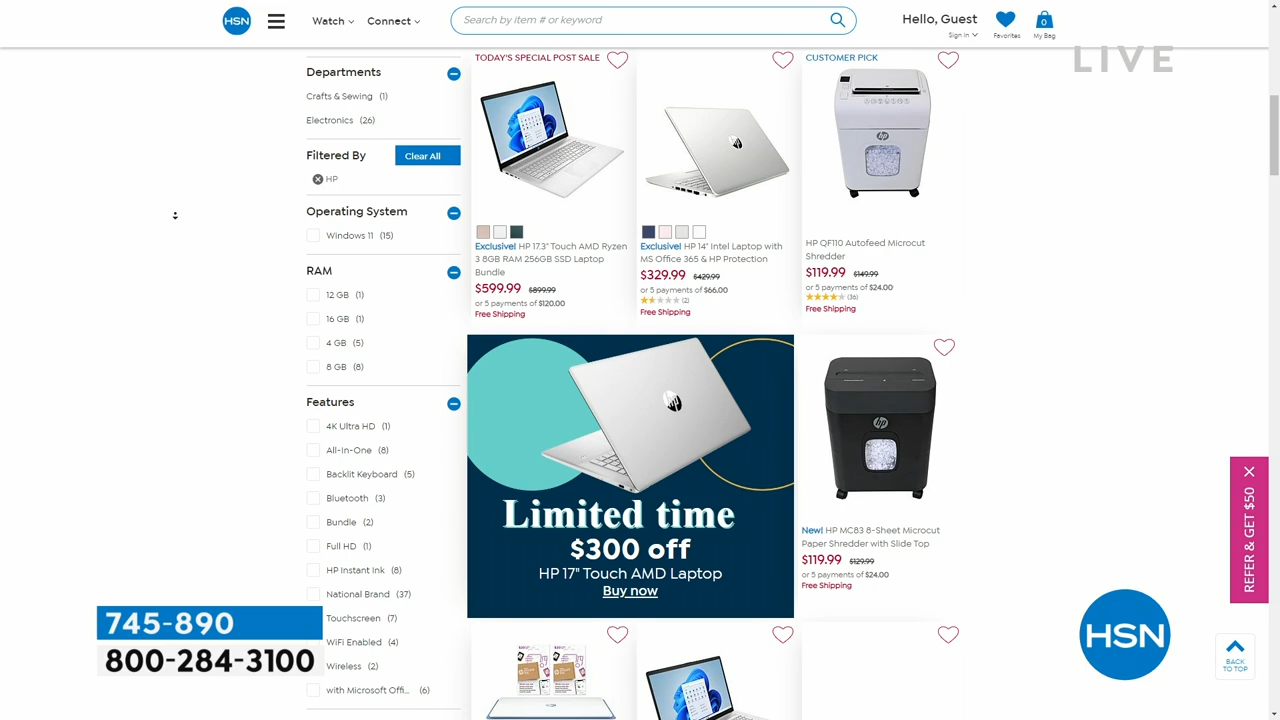 HSN
Watch
Connect
Search by item # or keyword
Hello, Guest
Sign In
Favorites
0
My Bag
LIVE
Departments
Crafts & Sewing (1)
Electronics (26)
Filtered By
Clear All
HP
Operating System
Windows 11 (15)
RAM
12 GB (1)
16 GB (1)
4 GB (5)
8 GB (8)
Features
4K Ultra HD (1)
All-In-One (8)
Backlit Keyboard (5)
Bluetooth (3)
Bundle (2)
Full HD (1)
HP Instant Ink (8)
National Brand (37)
Touchscreen (7)
WiFi Enabled (4)
Wireless (2)
with Microsoft Offi... (6)
TODAY'S SPECIAL POST SALE
Exclusive! HP 17.3" Touch AMD Ryzen
3 8GB RAM 256GB SSD Laptop
Bundle
$599.99 $899.99
or 5 payments of $120.00
Free Shipping
hp
Exclusive! HP 14" Intel Laptop with
MS Office 365 & HP Protection
$329.99 $429.99
or 5 payments of $66.00
(2)
Free Shipping
CUSTOMER PICK
hp
HP QF110 Autofeed Microcut
Shredder
$119.99 $149.99
or 5 payments of $24.00
(36)
Free Shipping
hp
Limited time
$300 off
HP 17" Touch AMD Laptop
Buy now
hp
New! HP MC83 8-Sheet Microcut
Paper Shredder with Slide Top
$119.99 $129.99
or 5 payments of $24.00
Free Shipping
REFER & GET $50
745-890
800-284-3100
HSN
BACK
TO TOP